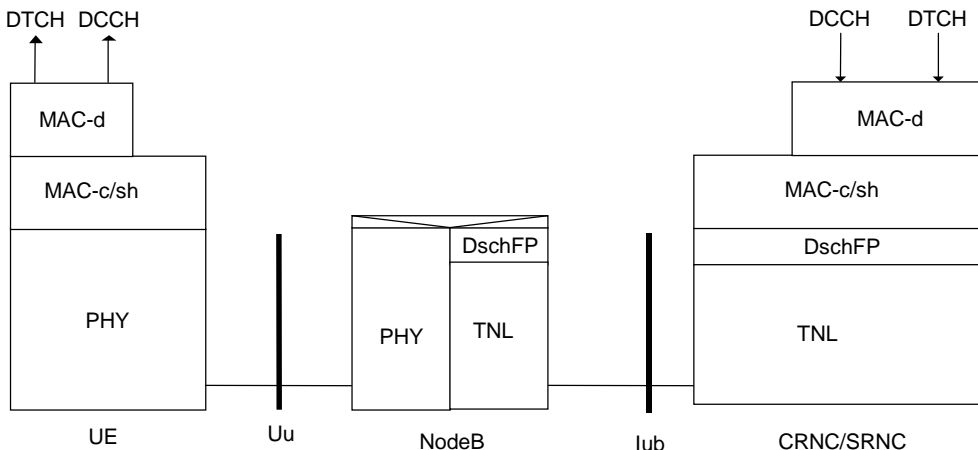 DTCH DCCH
DCCH DTCH
MAC-d
MAC-d
MAC-c/sh
MAC-c/sh
DschFP
DschFP
PHY
PHY
TNL
TNL
UE
Uu
NodeB
Iub
CRNC/SRNC